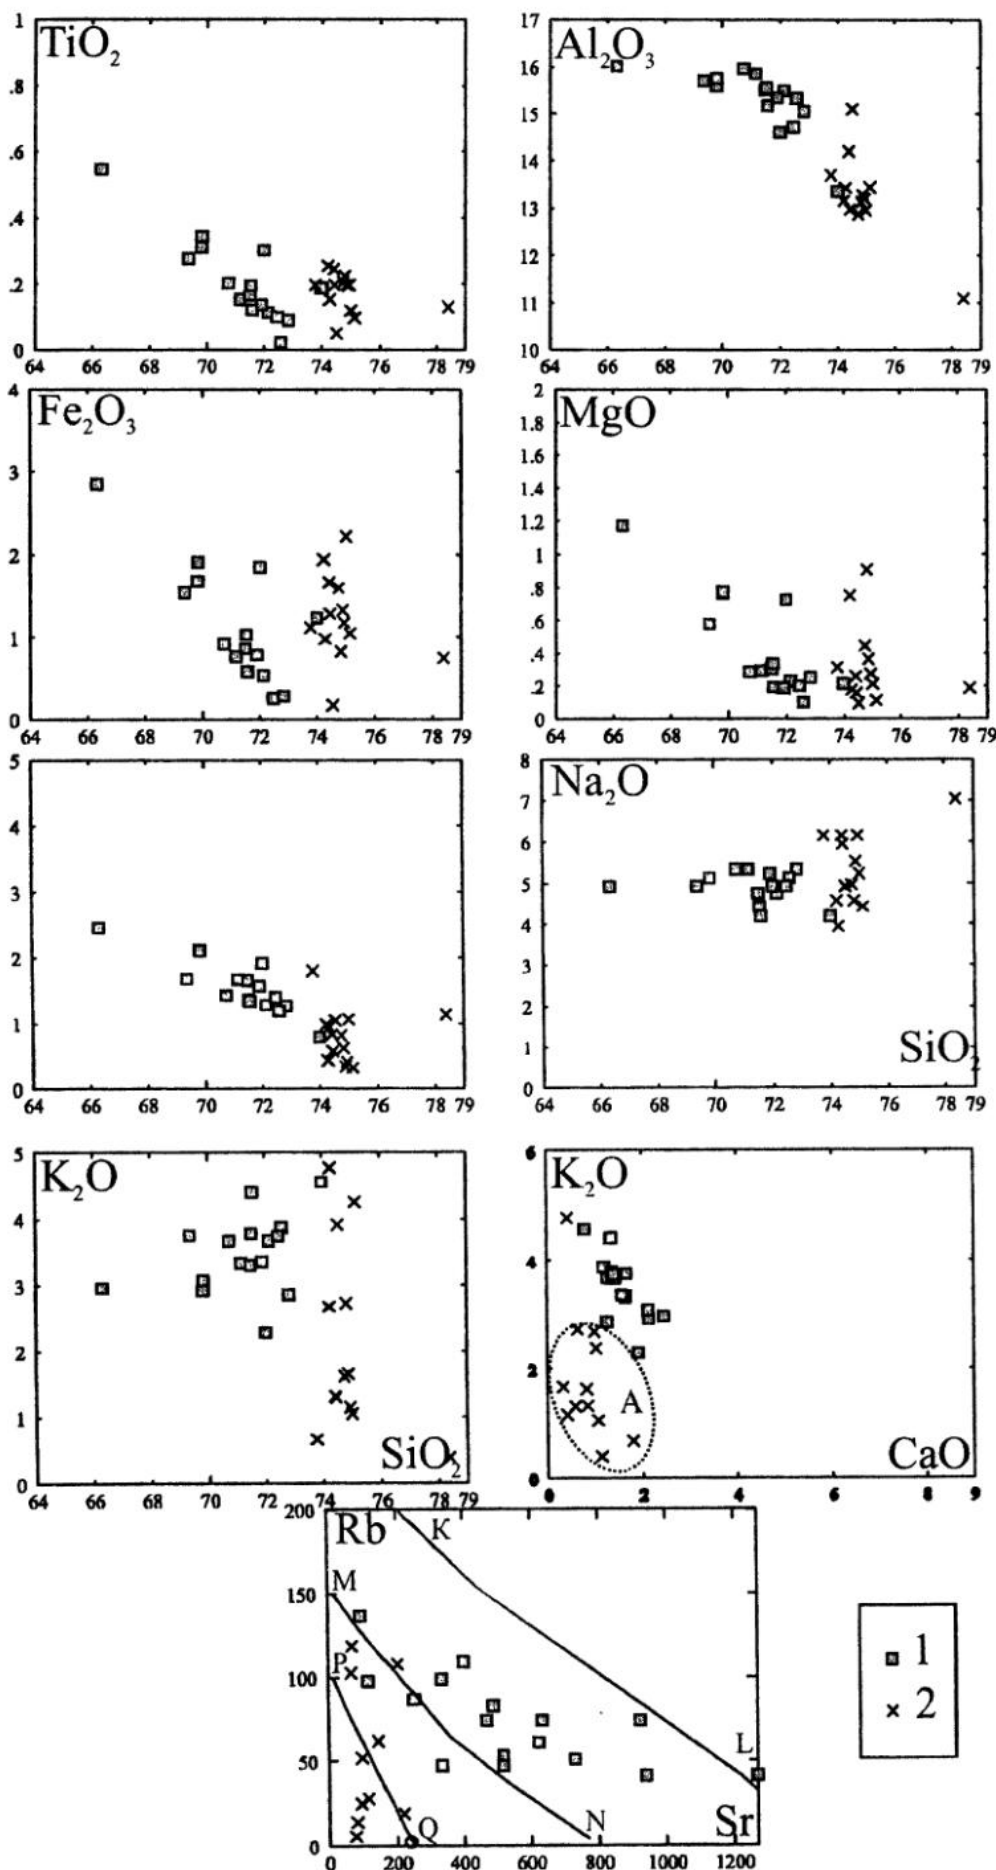 1
TiO₂
.8
.6
.4
.2
0
64 66 68 70 72 74 76 78 79
17
Al₂O₃
16
15
14
13
12
11
10
64 66 68 70 72 74 76 78 79
4
Fe₂O₃
3
2
1
0
64 66 68 70 72 74 76 78 79
2
MgO
1.8
1.6
1.4
1.2
1
.8
.6
.4
.2
0
64 66 68 70 72 74 76 78 79
5
4
3
2
1
0
64 66 68 70 72 74 76 78 79
8
Na₂O
7
6
5
4
3
2
1
SiO₂
0
64 66 68 70 72 74 76 78 79
5
K₂O
4
3
2
1
SiO₂
0
64 66 68 70 72 74 76 78 79
6
K₂O
4
2
A
CaO
0
0 2 4 6 8 9
200
Rb
K
M
150
P
100
50
L
N
Sr
Q
0
0 200 400 600 800 1000 1200
1
2